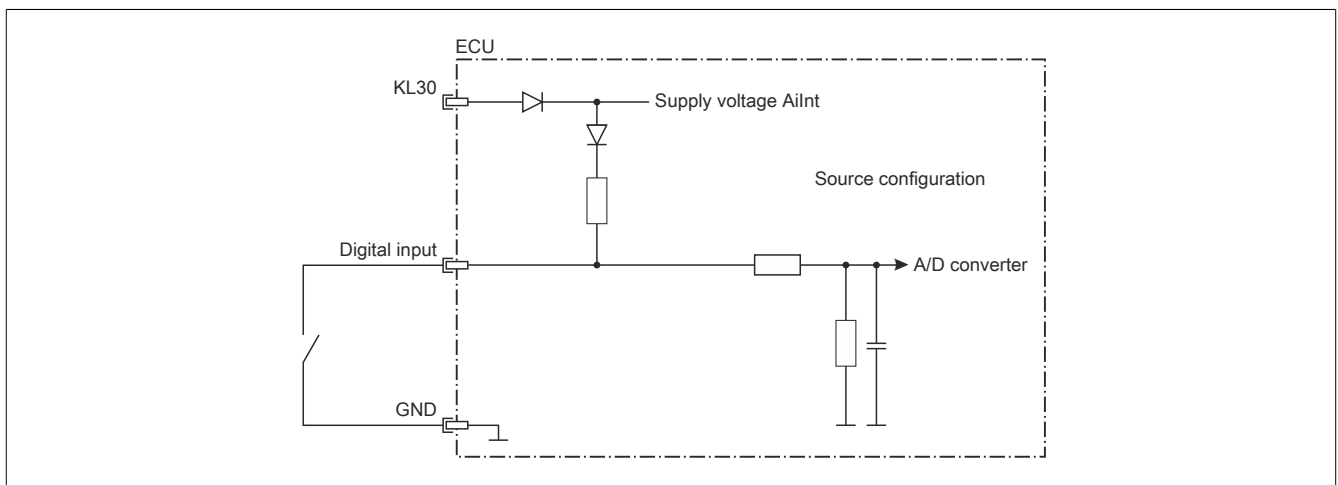 ECU
KL30
Supply voltage AiInt
Source configuration
Digital input
A/D converter
GND